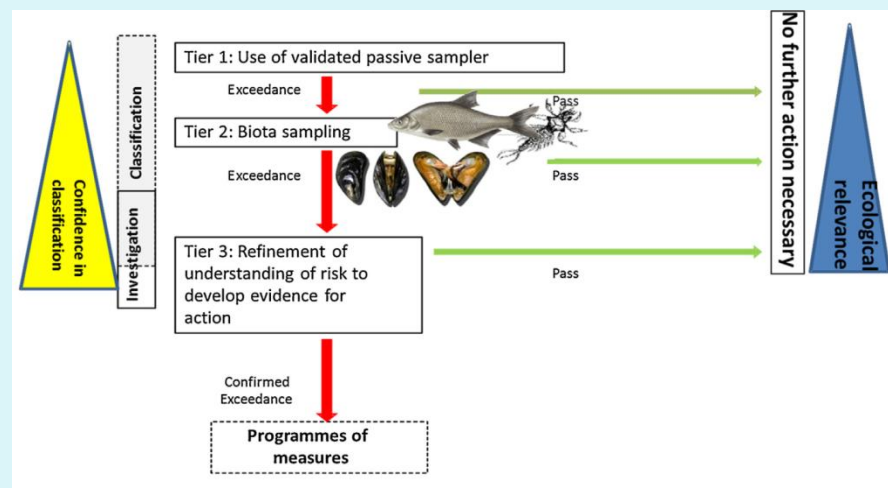 Tier 1: Use of validated passive sampler
Exceedance
Pass
Tier 2: Biota sampling
Exceedance
Pass
Tier 3: Refinement of
understanding of risk to
develop evidence for
action
Pass
Confirmed
Exceedance
Programmes of
measures
Confidence in
classification
Classification
Investigation
No further action necessary
Ecological
relevance